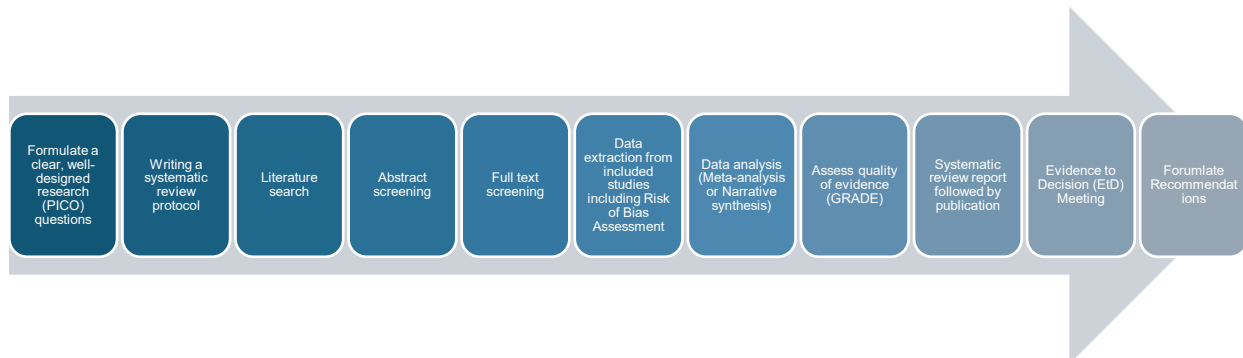 Formulate a
clear, well-
designed
research
(PICO)
questions
Writing a
systematic
review
protocol
Literature
search
Abstract
screening
Full text
screening
Data
extraction from
included
studies
including Risk
of Bias
Assessment
Data analysis
(Meta-analysis
or Narrative
synthesis)
Assess quality
of evidence
(GRADE)
Systematic
review report
followed by
publication
Evidence to
Decision (EtD)
Meeting
Forumlate
Recommendat
ions